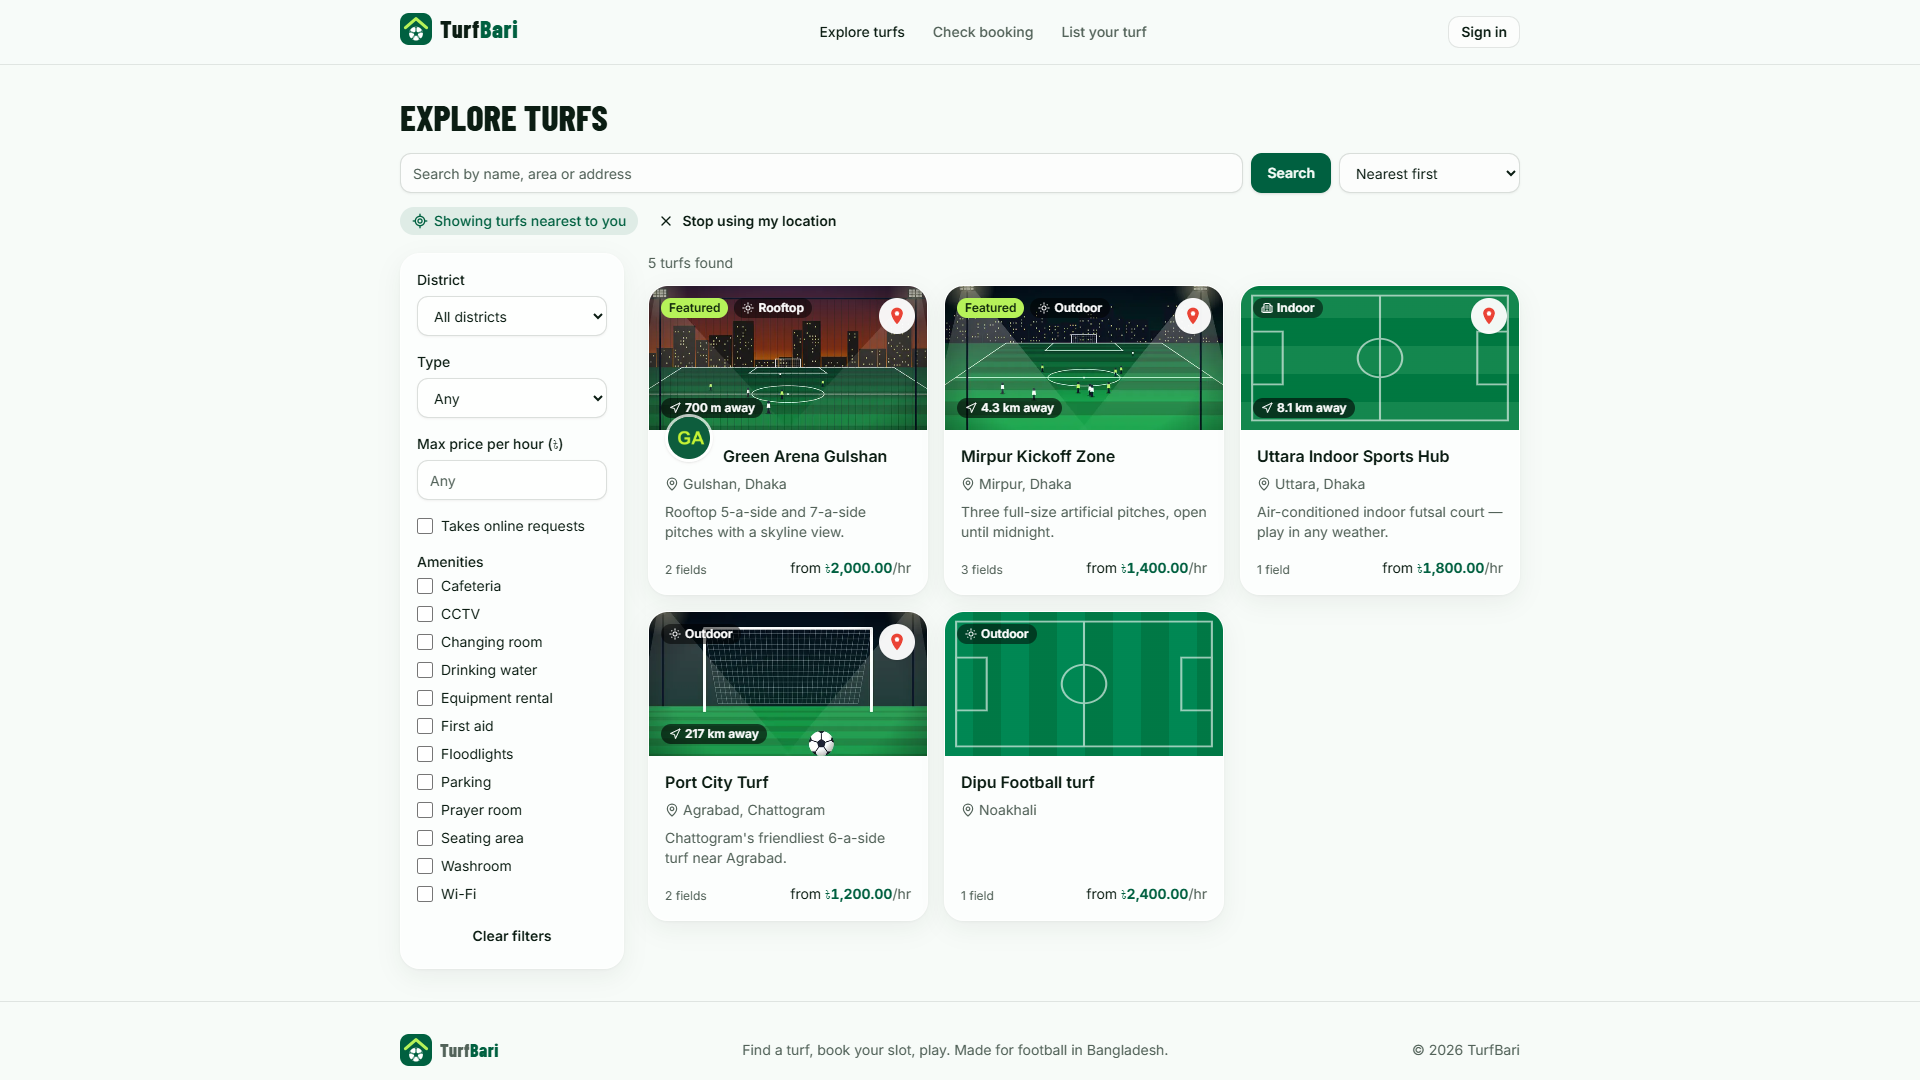 TurfBari
Explore turfs
Check booking
List your turf
Sign in
EXPLORE TURFS
Search by name, area or address
Search
Nearest first
Showing turfs nearest to you
Stop using my location
District
All districts
Type
Any
Max price per hour (৳)
Any
Takes online requests
Amenities
Cafeteria
CCTV
Changing room
Drinking water
Equipment rental
First aid
Floodlights
Parking
Prayer room
Seating area
Washroom
Wi-Fi
Clear filters
5 turfs found
Featured
Rooftop
700 m away
GA
Green Arena Gulshan
Gulshan, Dhaka
Rooftop 5-a-side and 7-a-side
pitches with a skyline view.
2 fields
from ৳2,000.00/hr
Featured
Outdoor
4.3 km away
Mirpur Kickoff Zone
Mirpur, Dhaka
Three full-size artificial pitches, open
until midnight.
3 fields
from ৳1,400.00/hr
Indoor
8.1 km away
Uttara Indoor Sports Hub
Uttara, Dhaka
Air-conditioned indoor futsal court —
play in any weather.
1 field
from ৳1,800.00/hr
Outdoor
217 km away
Port City Turf
Agrabad, Chattogram
Chattogram's friendliest 6-a-side
turf near Agrabad.
2 fields
from ৳1,200.00/hr
Outdoor
Dipu Football turf
Noakhali
1 field
from ৳2,400.00/hr
TurfBari
Find a turf, book your slot, play. Made for football in Bangladesh.
© 2026 TurfBari